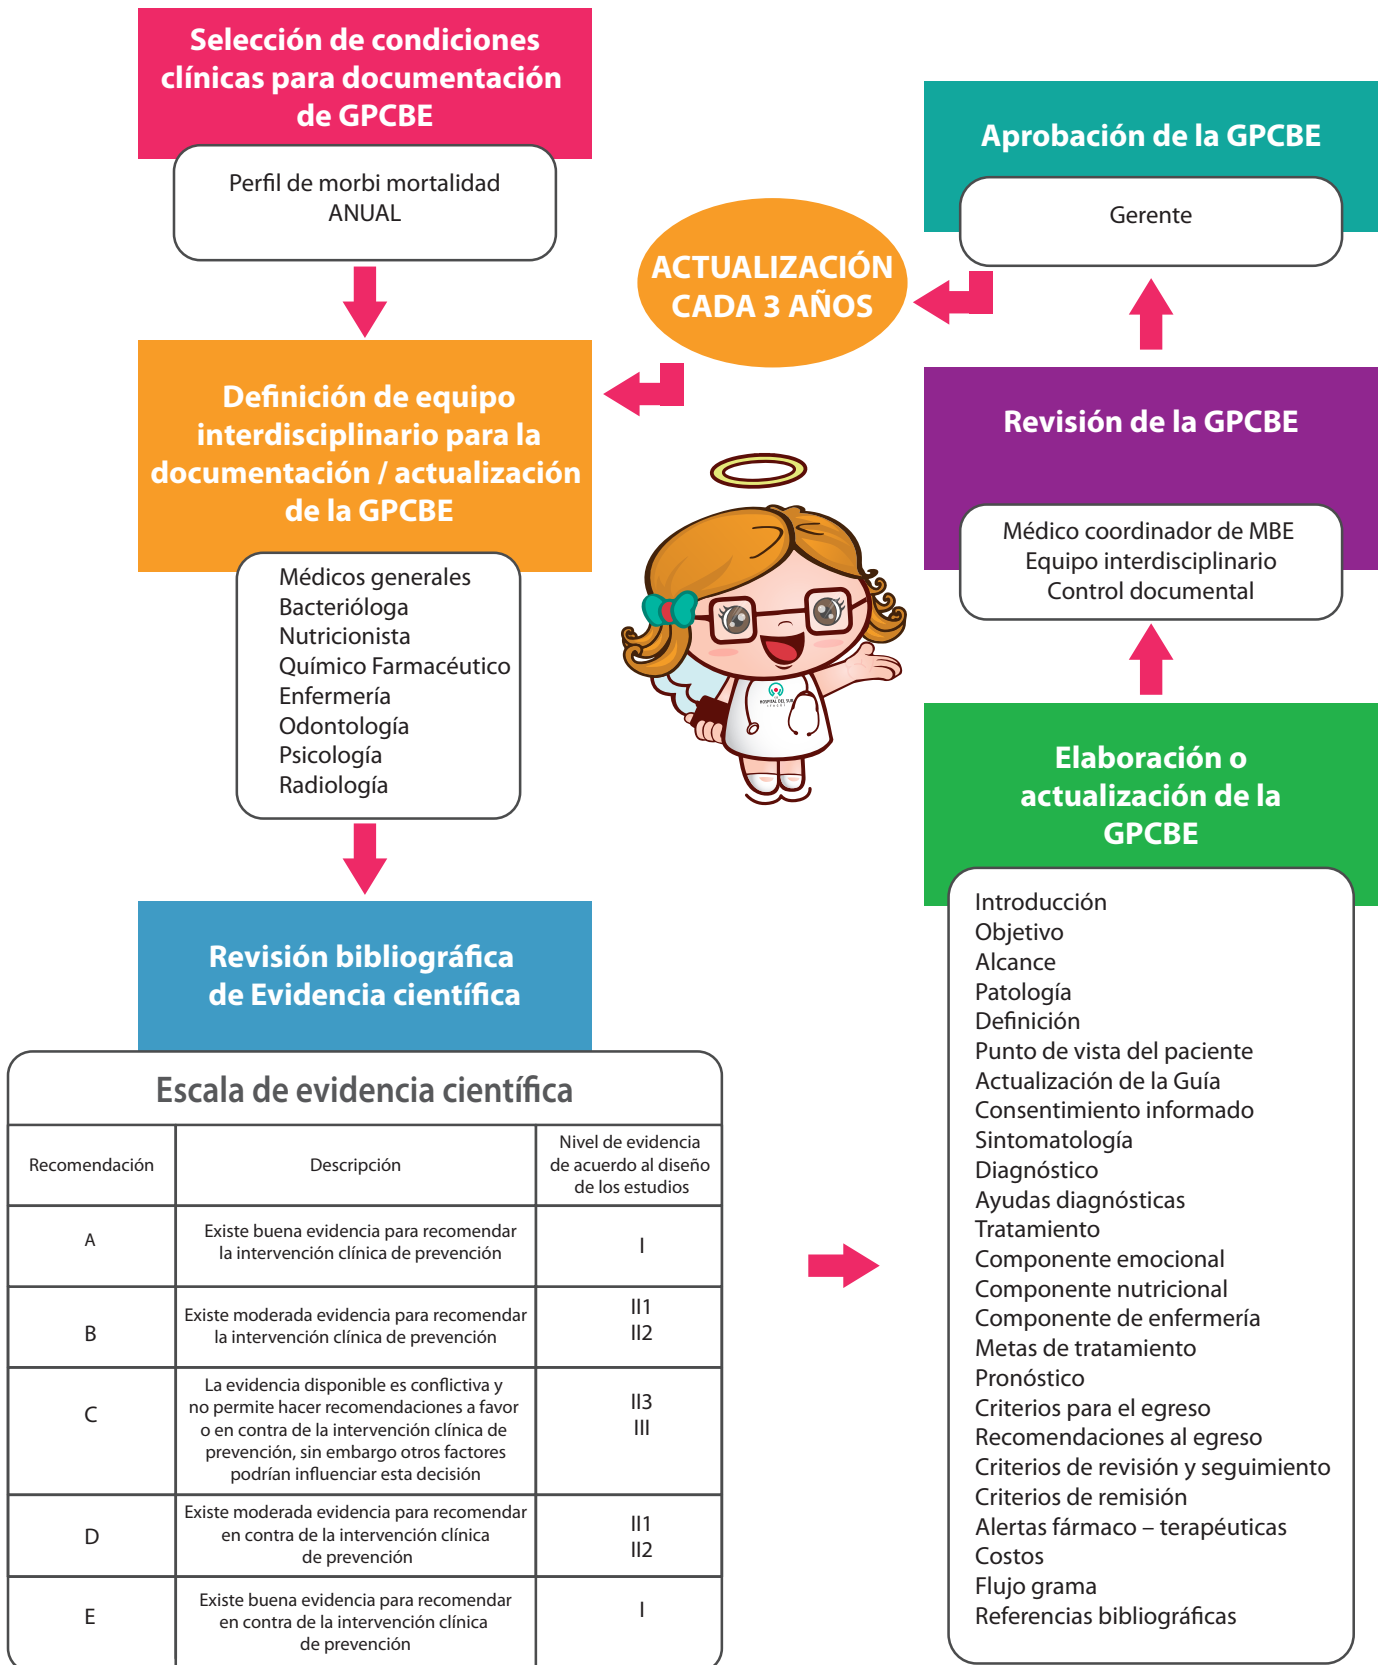 Selección de condiciones
clínicas para documentación
de GPCBE
Perfil de morbi mortalidad
ANUAL
Definición de equipo
interdisciplinario para la
documentación / actualización
de la GPCBE
Médicos generales
Bacterióloga
Nutricionista
Químico Farmacéutico
Enfermería
Odontología
Psicología
Radiología
Revisión bibliográfica
de Evidencia científica
Escala de evidencia científica
Recomendación
Descripción
Nivel de evidencia
de acuerdo al diseño
de los estudios
A
Existe buena evidencia para recomendar
la intervención clínica de prevención
I
B
Existe moderada evidencia para recomendar
la intervención clínica de prevención
II1
II2
C
La evidencia disponible es conflictiva y
no permite hacer recomendaciones a favor
o en contra de la intervención clínica de
prevención, sin embargo otros factores
podrían influenciar esta decisión
II3
III
D
Existe moderada evidencia para recomendar
en contra de la intervención clínica
de prevención
II1
II2
E
Existe buena evidencia para recomendar
en contra de la intervención clínica
de prevención
I
Elaboración o
actualización de la
GPCBE
Introducción
Objetivo
Alcance
Patología
Definición
Punto de vista del paciente
Actualización de la Guía
Consentimiento informado
Sintomatología
Diagnóstico
Ayudas diagnósticas
Tratamiento
Componente emocional
Componente nutricional
Componente de enfermería
Metas de tratamiento
Pronóstico
Criterios para el egreso
Recomendaciones al egreso
Criterios de revisión y seguimiento
Criterios de remisión
Alertas fármaco – terapéuticas
Costos
Flujo grama
Referencias bibliográficas
Revisión de la GPCBE
Médico coordinador de MBE
Equipo interdisciplinario
Control documental
Aprobación de la GPCBE
Gerente
ACTUALIZACIÓN
CADA 3 AÑOS
HOSPITAL DEL SUR